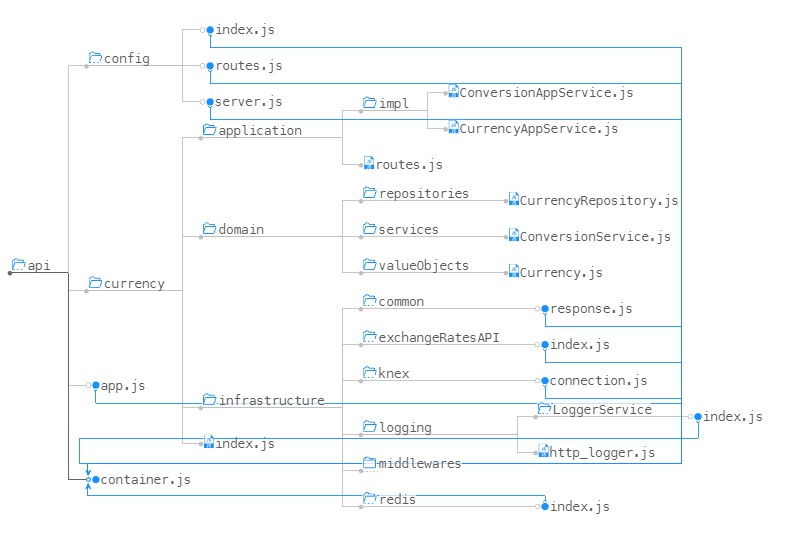 index.js
config
routes.js
ConversionAppService.js
server.js
impl
application
CurrencyAppService.js
routes.js
repositories
CurrencyRepository.js
domain
services
ConversionService.js
api
valueObjects
Currency.js
currency
common
response.js
exchangeRatesAPI
index.js
knex
connection.js
app.js
infrastructure
LoggerService
index.js
logging
index.js
http_logger.js
middlewares
container.js
redis
index.js